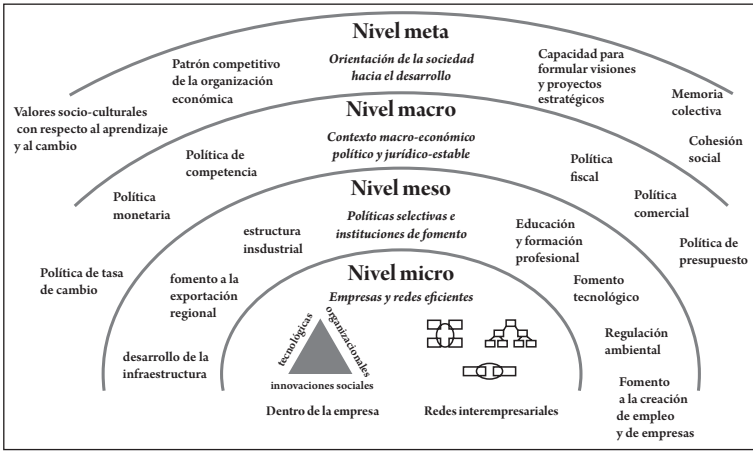 Nivel meta
Orientación de la sociedad
hacia el desarrollo
Patrón competitivo
de la organización
económica
Capacidad para
formular visiones
y proyectos
estratégicos
Valores socio-culturales
con respecto al aprendizaje
y al cambio
Memoria
colectiva
Cohesión
social
Nivel macro
Contexto macro-económico
político y jurídico-estable
Política de
competencia
Política
fiscal
Política
monetaria
Política
comercial
Política de tasa
de cambio
Política de
presupuesto
Nivel meso
Políticas selectivas e
instituciones de fomento
estructura
insdustrial
Educación
y formación
profesional
fomento a la
exportación
regional
Fomento
tecnológico
desarrollo de la
infraestructura
Regulación
ambiental
Fomento
a la creación
de empleo
y de empresas
Nivel micro
Empresas y redes eficientes
tecnológicas
organizacionales
innovaciones sociales
Dentro de la empresa
Redes interempresariales